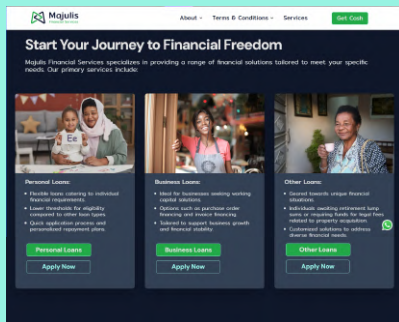 Majulis
Financial Services
About
Terms & Conditions
Services
Get Cash
Start Your Journey to Financial Freedom
Majulis Financial Services specializes in providing a range of financial solutions tailored to meet your specific
needs. Our primary services include:
Ee
Personal Loans:
Flexible loans catering to individual
financial requirements.
Lower thresholds for eligibility
compared to other loan types.
Quick application process and
personalized repayment plans.
Personal Loans
Apply Now
Business Loans:
Ideal for businesses seeking working
capital solutions.
Options such as purchase order
financing and invoice financing.
Tailored to support business growth
and financial stability.
Business Loans
Apply Now
Other Loans:
Geared towards unique financial
situations.
Individuals awaiting retirement lump
sums or requiring funds for legal fees
related to property acquisition.
Customized solutions to address
diverse financial needs.
Other Loans
Apply Now